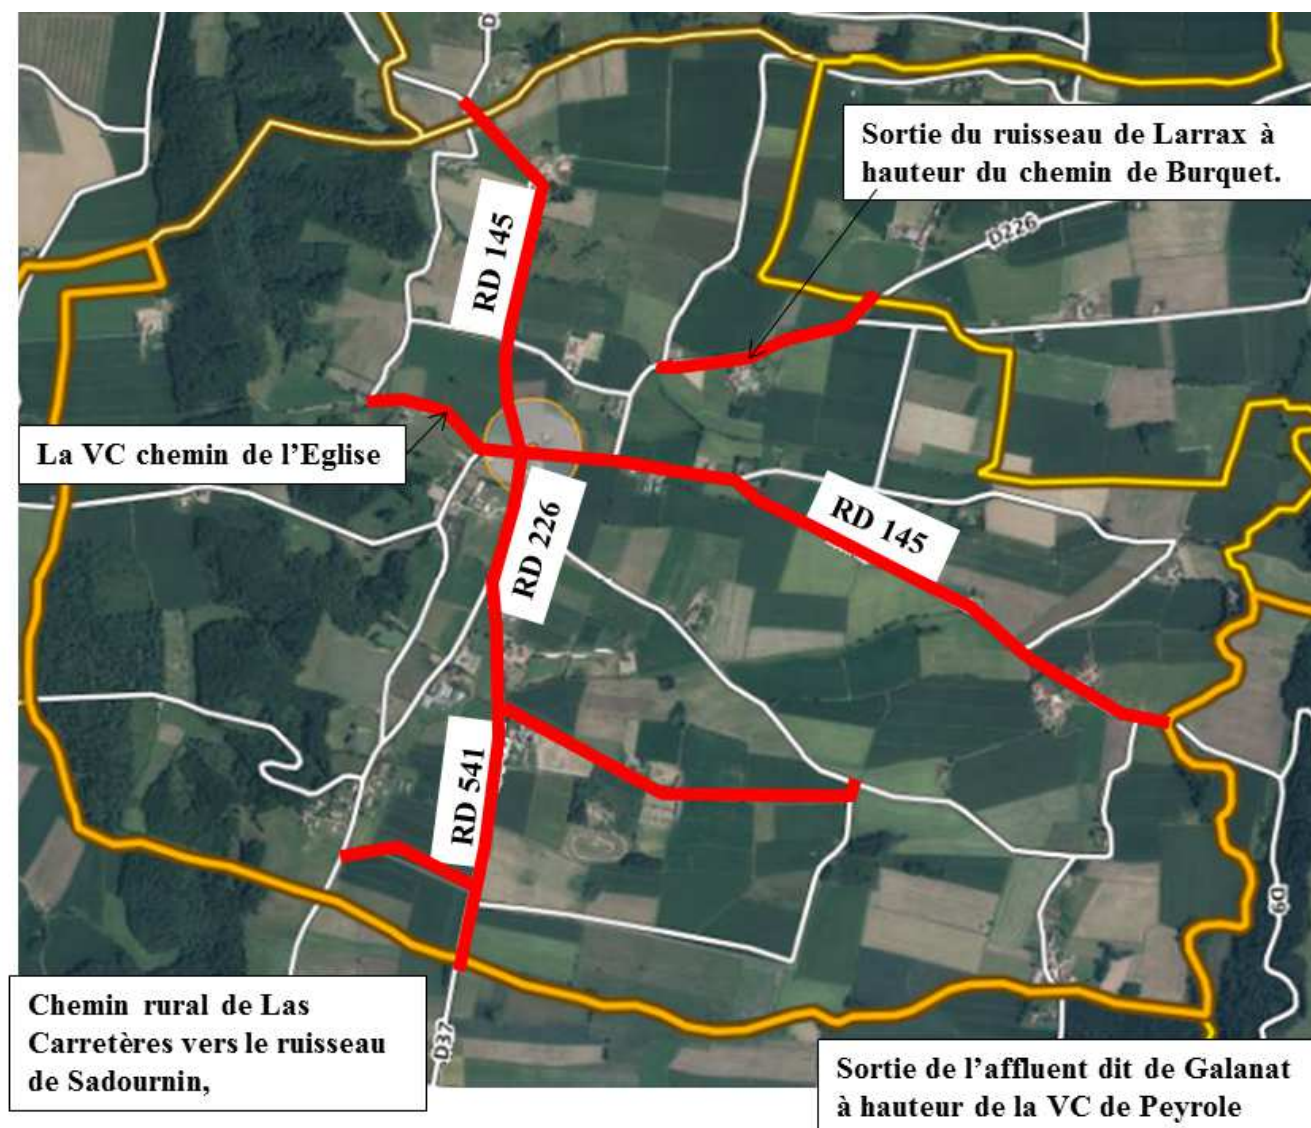 D
Sortie du ruisseau de Larrax à
hauteur du chemin de Burquet.
D226
RD 145
La VC chemin de l’Eglise
RD 226
RD 145
RD 541
D9
Chemin rural de Las
Carretères vers le ruisseau
de Sadournin,
D37
Sortie de l’affluent dit de Galanat
à hauteur de la VC de Peyrole